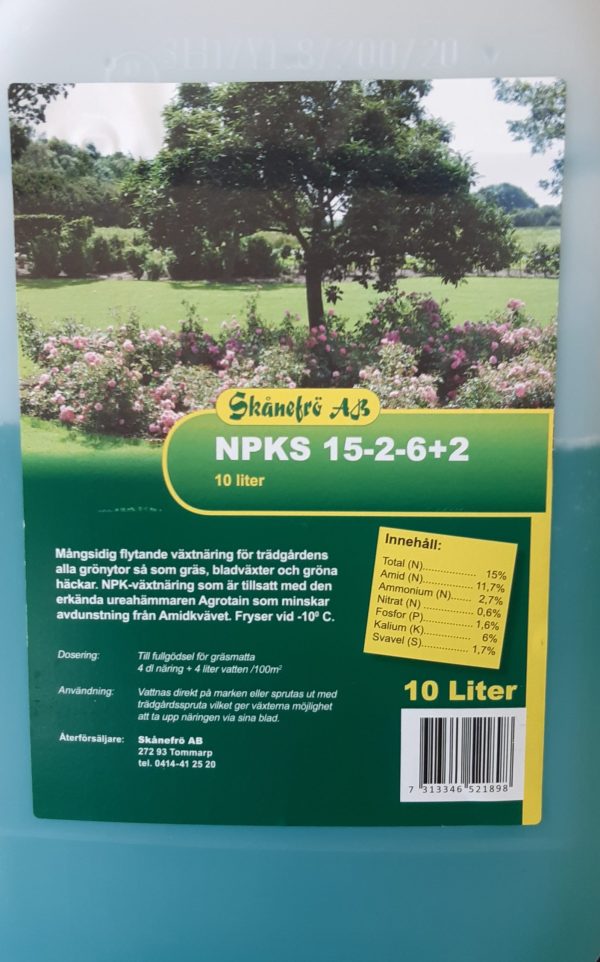 Skånefrö AB
NPKS 15-2-6+2
10 liter
Mångsidig flytande växtnäring för trädgårdens
alla grönytor så som gräs, bladväxter och gröna
häckar. NPK-växtnäring som är tillsatt med den
erkända ureahämmaren Agrotain som minskar
avdunstning från Amidkvävet. Fryser vid -10⁰ C.
Innehåll:
Total (N)........................ 15%
Amid (N)...................... 11,7%
Ammonium (N)........... 2,7%
Nitrat (N) ..................... 0,6%
Fosfor (P)..................... 1,6%
Kalium (K)...................... 6%
Svavel (S)..................... 1,7%
Dosering: Till fullgödsel för gräsmatta
4 dl näring + 4 liter vatten /100m²
Användning: Vattnas direkt på marken eller sprutas ut med
trädgårdsspruta vilket ger växterna möjlighet
att ta upp näringen via sina blad.
Återförsäljare: Skånefrö AB
272 93 Tommarp
tel. 0414-41 25 20
10 Liter
7 313346 521898